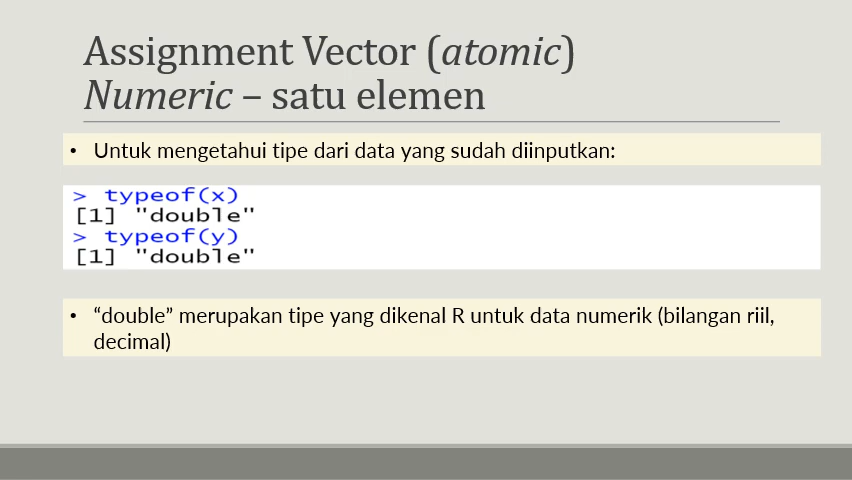 Assignment Vector (atomic)
Numeric – satu elemen
• Untuk mengetahui tipe dari data yang sudah diinputkan:
> typeof(x)
[1] "double"
> typeof(y)
[1] "double"
• “double” merupakan tipe yang dikenal R untuk data numerik (bilangan riil,
decimal)